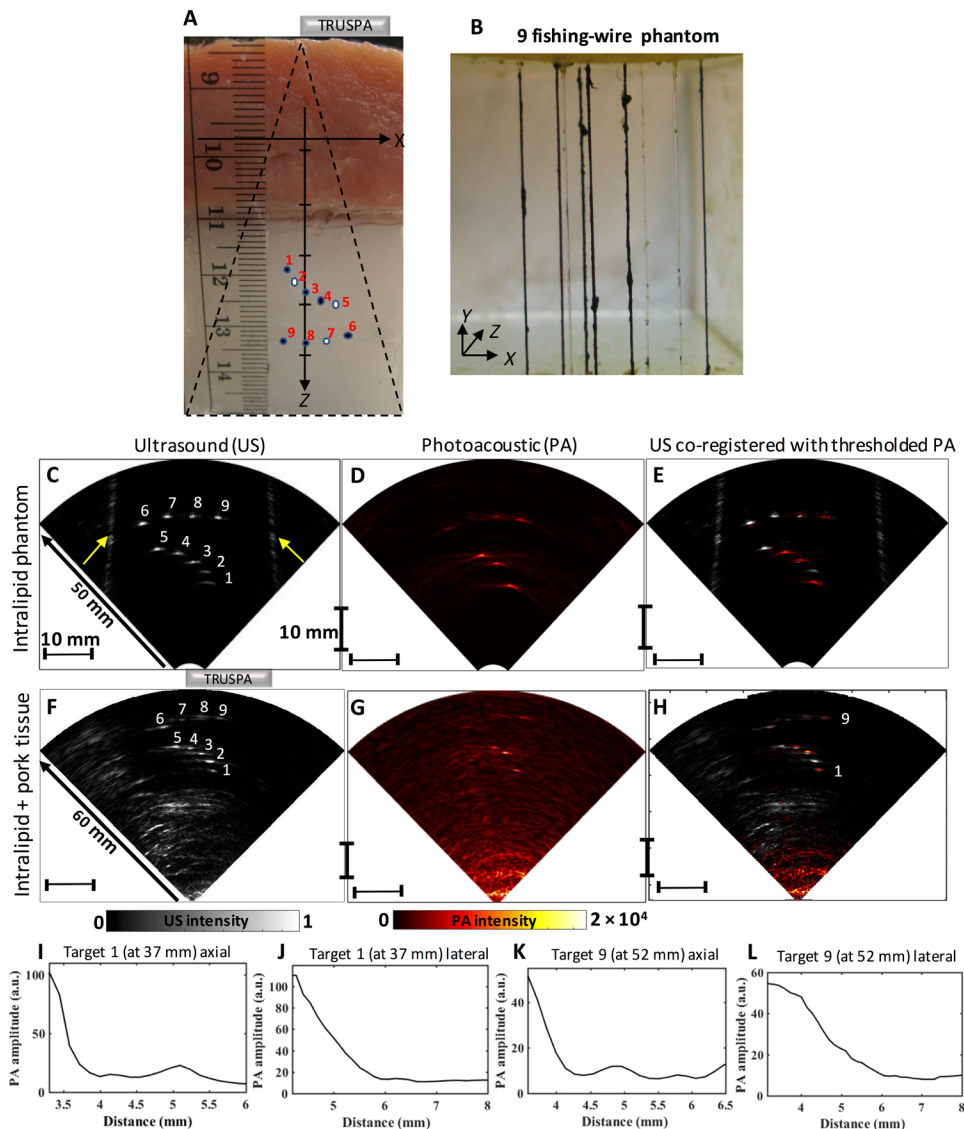 A
TRUSPA
B
9 fishing-wire phantom
9
X
10
11
12
13
14
1
2
3
4
5
6
7
8
9
Z
Y
Z
X
Ultrasound (US)
Photoacoustic (PA)
US co-registered with thresholded PA
Intralipid phantom
C
6
7
8
9
5
4
3
2
1
50 mm
10 mm
10 mm
D
E
TRUSPA
Intralipid + pork tissue
F
6
7
8
9
5
4
3
2
1
60 mm
G
H
9
1
0
US intensity
1
0
PA intensity
2 × 10⁴
I
Target 1 (at 37 mm) axial
PA amplitude (a.u.)
100
50
0
3.5 4 4.5 5 5.5 6
Distance (mm)
J
Target 1 (at 37 mm) lateral
PA amplitude (a.u.)
100
80
60
40
20
0
5 6 7 8
Distance (mm)
K
Target 9 (at 52 mm) axial
PA amplitude (a.u.)
40
20
0
4 4.5 5 5.5 6 6.5
Distance (mm)
L
Target 9 (at 52 mm) lateral
PA amplitude (a.u.)
60
40
20
0
4 5 6 7 8
Distance (mm)